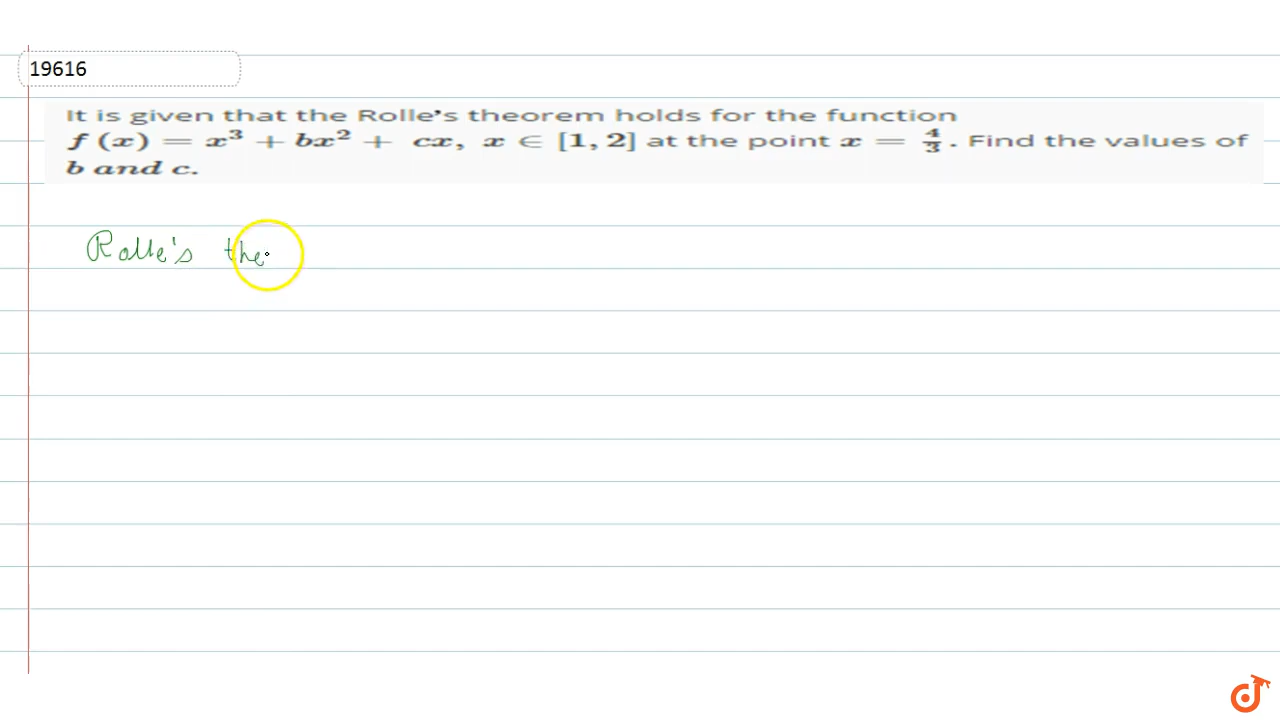 19616
It is given that the Rolle's theorem holds for the function
f (x) = x³ + bx² + cx, x ∈ [1, 2] at the point x = 4/3. Find the values of
b and c.
Rolle's the